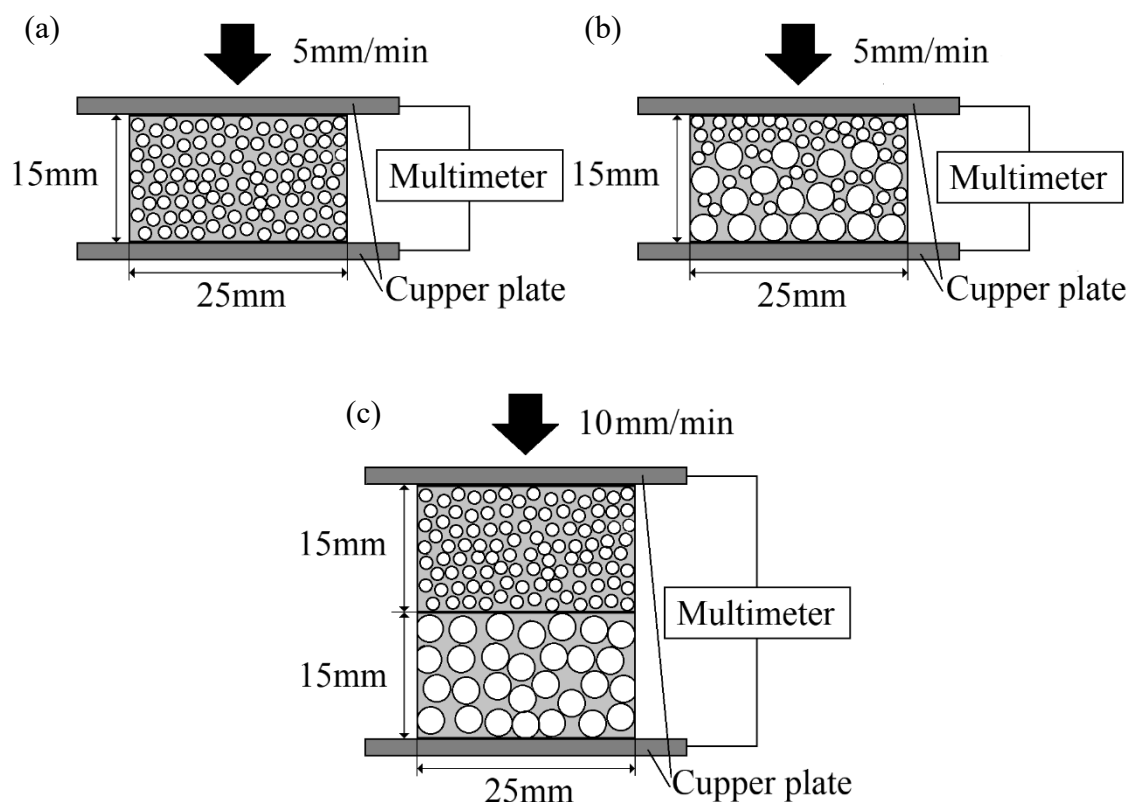 (a)
5mm/min
15mm
Multimeter
25mm
Cupper plate
(b)
5mm/min
15mm
Multimeter
25mm
Cupper plate
(c)
10mm/min
15mm
15mm
Multimeter
25mm
Cupper plate